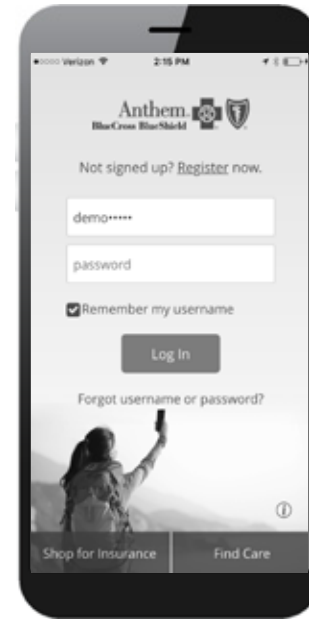 Verizon 2:15 PM
Anthem
BlueCross BlueShield
Not signed up? Register now.
demo•••••
password
Remember my username
Log In
Forgot username or password?
Shop for Insurance Find Care